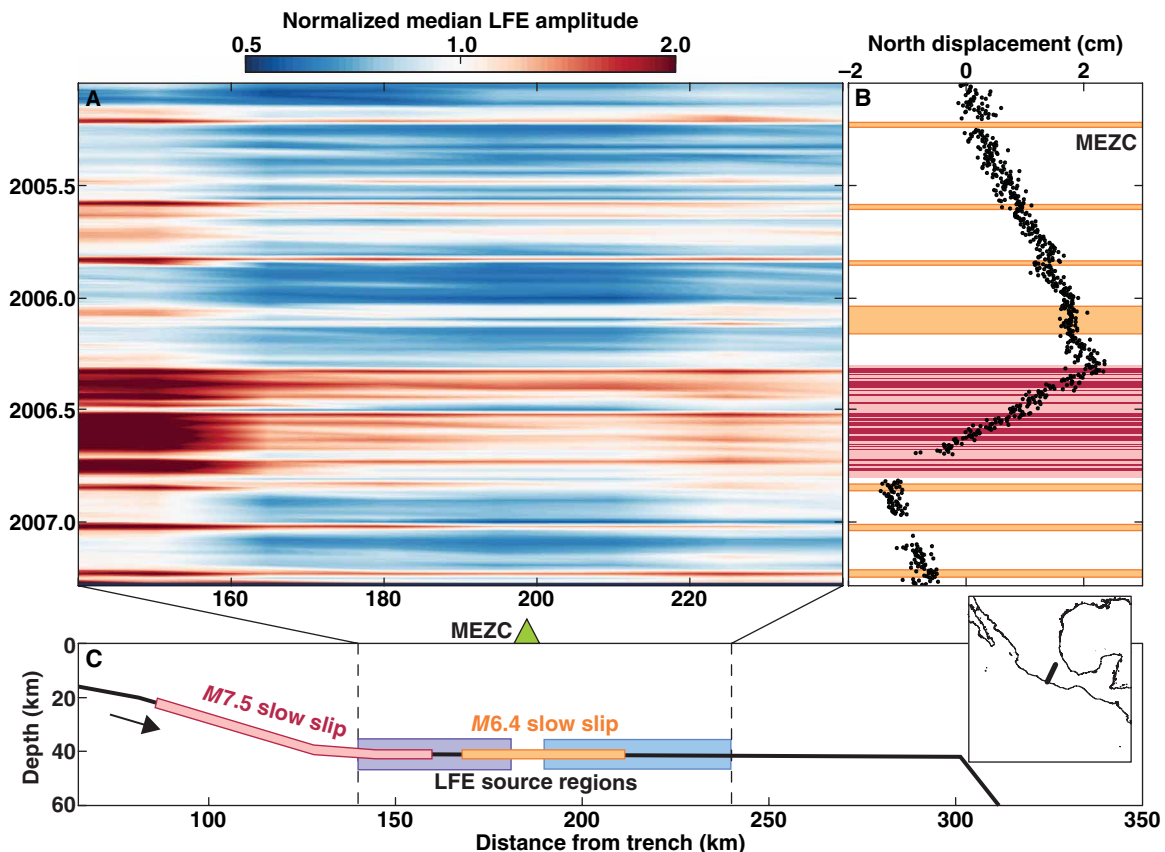 Normalized median LFE amplitude
0.5 1.0 2.0
North displacement (cm)
−2 0 2
A
B
MEZC
2005.5
2006.0
2006.5
2007.0
160 180 200 220
MEZC
C
0
20
40
60
Depth (km)
M7.5 slow slip
M6.4 slow slip
LFE source regions
100 150 200 250 300 350
Distance from trench (km)